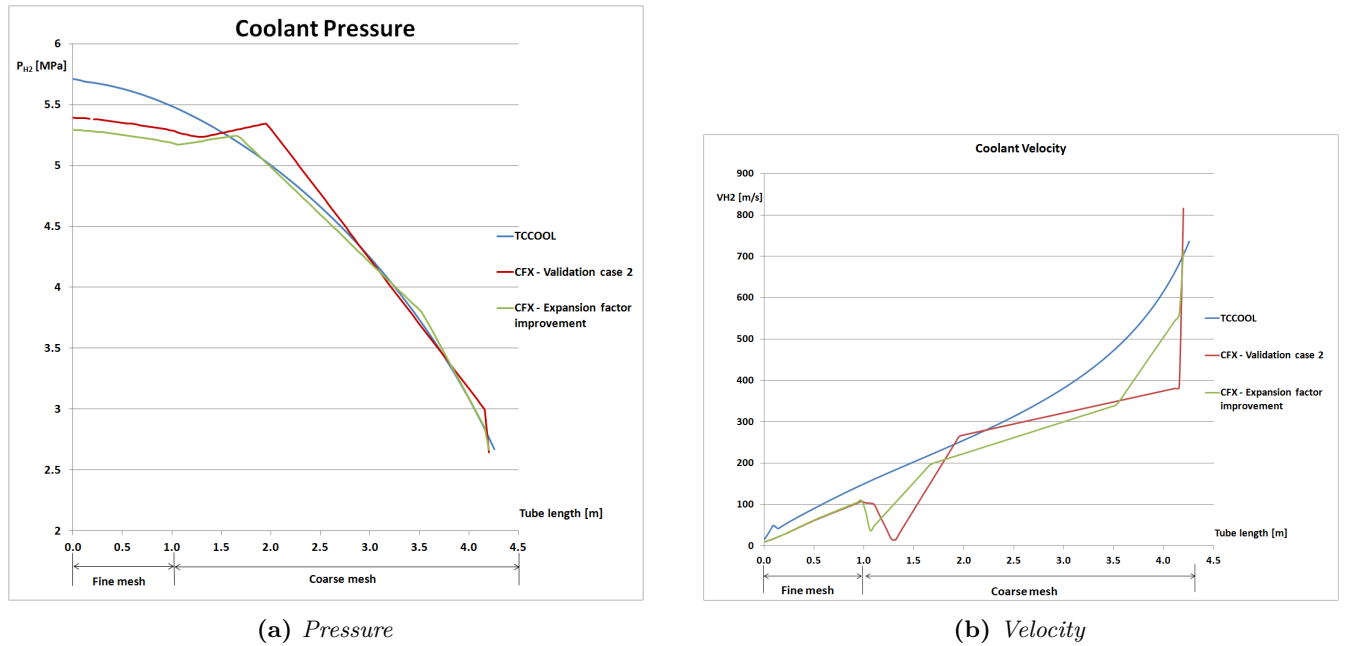 Coolant Pressure
P_H2 [MPa]
6
5.5
5
4.5
4
3.5
3
2.5
2
0.0 0.5 1.0 1.5 2.0 2.5 3.0 3.5 4.0 4.5
Tube length [m]
Fine mesh
Coarse mesh
TCCOOL
CFX - Validation case 2
CFX - Expansion factor
improvement
(a) Pressure
Coolant Velocity
VH2 [m/s]
900
800
700
600
500
400
300
200
100
0
0.0 0.5 1.0 1.5 2.0 2.5 3.0 3.5 4.0 4.5
Tube length [m]
Fine mesh
Coarse mesh
TCCOOL
CFX - Validation case 2
CFX - Expansion factor
improvement
(b) Velocity